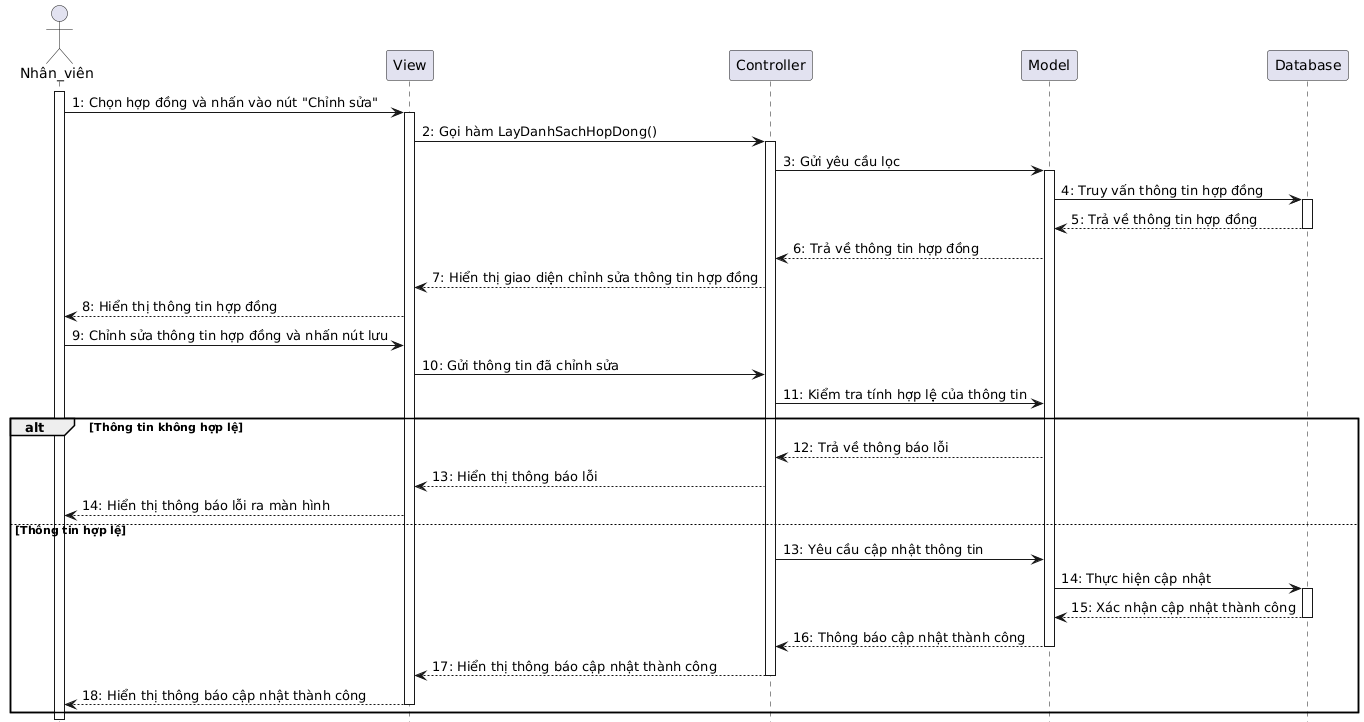 Nhân_viên
View
Controller
Model
Database
1: Chọn hợp đồng và nhấn vào nút "Chỉnh sửa"
2: Gọi hàm LayDanhSachHopDong()
3: Gửi yêu cầu lọc
4: Truy vấn thông tin hợp đồng
5: Trả về thông tin hợp đồng
6: Trả về thông tin hợp đồng
7: Hiển thị giao diện chỉnh sửa thông tin hợp đồng
8: Hiển thị thông tin hợp đồng
9: Chỉnh sửa thông tin hợp đồng và nhấn nút lưu
10: Gửi thông tin đã chỉnh sửa
11: Kiểm tra tính hợp lệ của thông tin
alt [Thông tin không hợp lệ]
12: Trả về thông báo lỗi
13: Hiển thị thông báo lỗi
14: Hiển thị thông báo lỗi ra màn hình
[Thông tin hợp lệ]
13: Yêu cầu cập nhật thông tin
14: Thực hiện cập nhật
15: Xác nhận cập nhật thành công
16: Thông báo cập nhật thành công
17: Hiển thị thông báo cập nhật thành công
18: Hiển thị thông báo cập nhật thành công